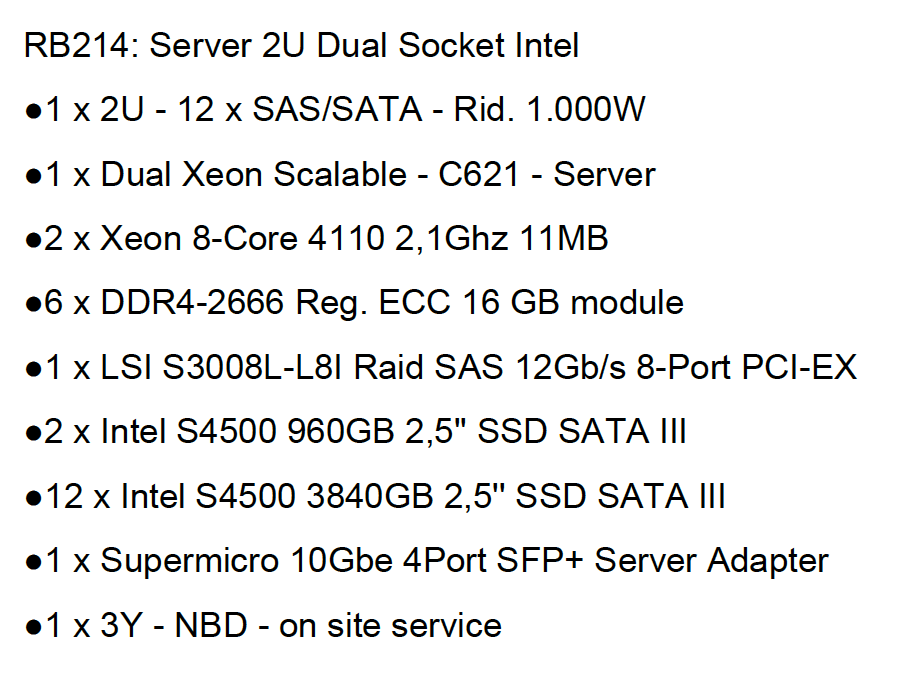 RB214: Server 2U Dual Socket Intel
●1 x 2U - 12 x SAS/SATA - Rid. 1.000W
●1 x Dual Xeon Scalable - C621 - Server
●2 x Xeon 8-Core 4110 2,1Ghz 11MB
●6 x DDR4-2666 Reg. ECC 16 GB module
●1 x LSI S3008L-L8I Raid SAS 12Gb/s 8-Port PCI-EX
●2 x Intel S4500 960GB 2,5" SSD SATA III
●12 x Intel S4500 3840GB 2,5" SSD SATA III
●1 x Supermicro 10Gbe 4Port SFP+ Server Adapter
●1 x 3Y - NBD - on site service